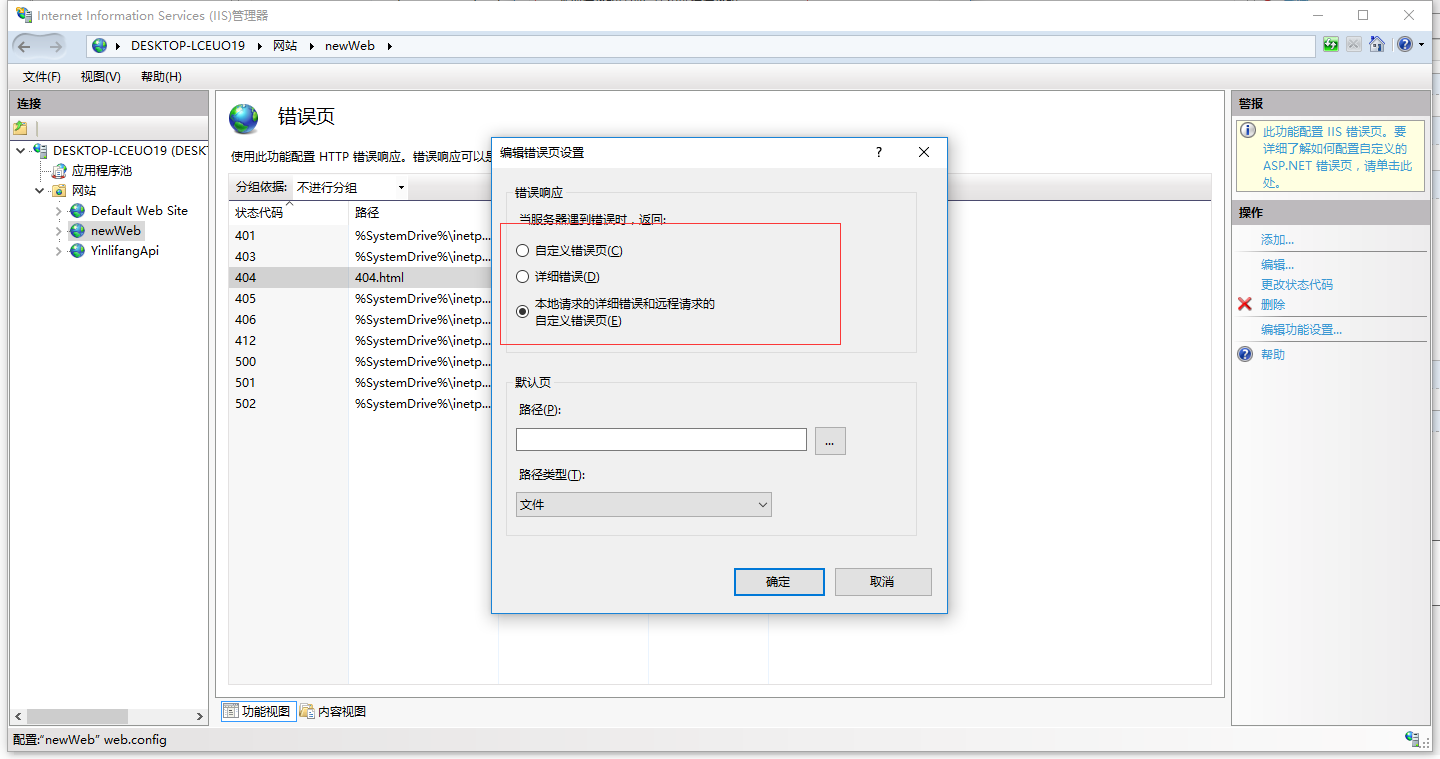 Internet Information Services (IIS)管理器
DESKTOP-LCEUO19
网站
newWeb
文件(F)
视图(V)
帮助(H)
连接
DESKTOP-LCEUO19 (DESKT
应用程序池
网站
Default Web Site
newWeb
YinlifangApi
错误页
使用此功能配置 HTTP 错误响应。错误响应可以是
分组依据:
不进行分组
状态代码
路径
401
%SystemDrive%\inetp...
403
%SystemDrive%\inetp...
404
404.html
405
%SystemDrive%\inetp...
406
%SystemDrive%\inetp...
412
%SystemDrive%\inetp...
500
%SystemDrive%\inetp...
501
%SystemDrive%\inetp...
502
%SystemDrive%\inetp...
编辑错误页设置
?
错误响应
当服务器遇到错误时，返回:
自定义错误页(C)
详细错误(D)
本地请求的详细错误和远程请求的
自定义错误页(E)
默认页
路径(P):
...
路径类型(T):
文件
确定
取消
警报
此功能配置 IIS 错误页。要
详细了解如何配置自定义的
ASP.NET 错误页，请单击此
处。
操作
添加...
编辑...
更改状态代码
删除
编辑功能设置...
帮助
功能视图
内容视图
配置:“newWeb” web.config